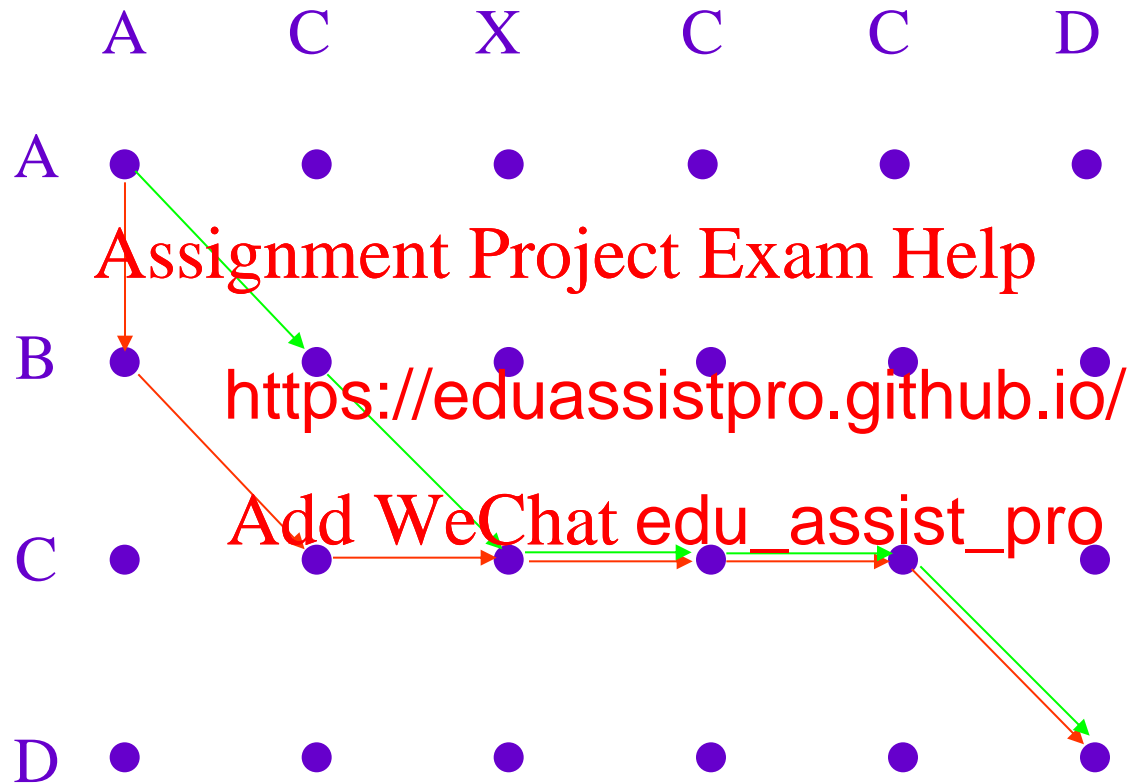 A C X C C D
A
Assignment Project Exam Help
B
https://eduassistpro.github.io/
Add WeChat edu_assist_pro
C
D